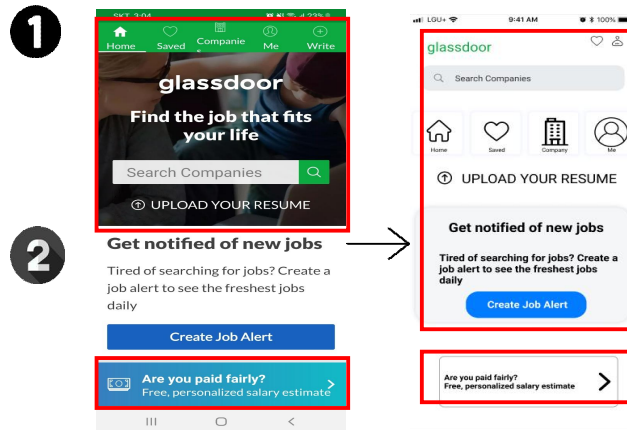 1
SKT 3:04
23%
Home
Saved
Companie
s
Me
Write
glassdoor
Find the job that fits
your life
Search Companies
UPLOAD YOUR RESUME
2
Get notified of new jobs
Tired of searching for jobs? Create a
job alert to see the freshest jobs
daily
Create Job Alert
Are you paid fairly?
Free, personalized salary estimate
LGU+
9:41 AM
100%
glassdoor
Search Companies
Home
Saved
Company
Me
UPLOAD YOUR RESUME
Get notified of new jobs
Tired of searching for jobs? Create a
job alert to see the freshest jobs
daily
Create Job Alert
Are you paid fairly?
Free, personalized salary estimate